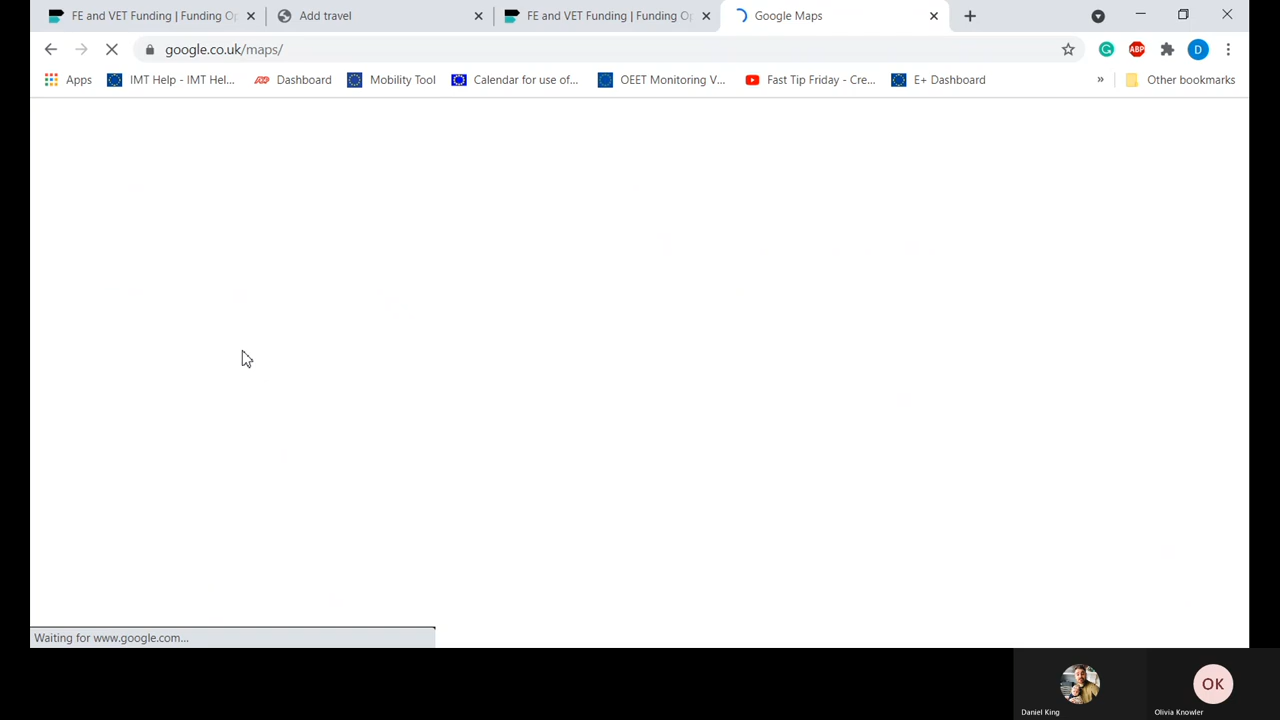 FE and VET Funding | Funding Op
Add travel
FE and VET Funding | Funding Op
Google Maps
google.co.uk/maps/
D
Apps
IMT Help - IMT Hel...
Dashboard
Mobility Tool
Calendar for use of...
OEET Monitoring V...
Fast Tip Friday - Cre...
E+ Dashboard
»
Other bookmarks
Waiting for www.google.com...
OK
Daniel King
Olivia Knowler